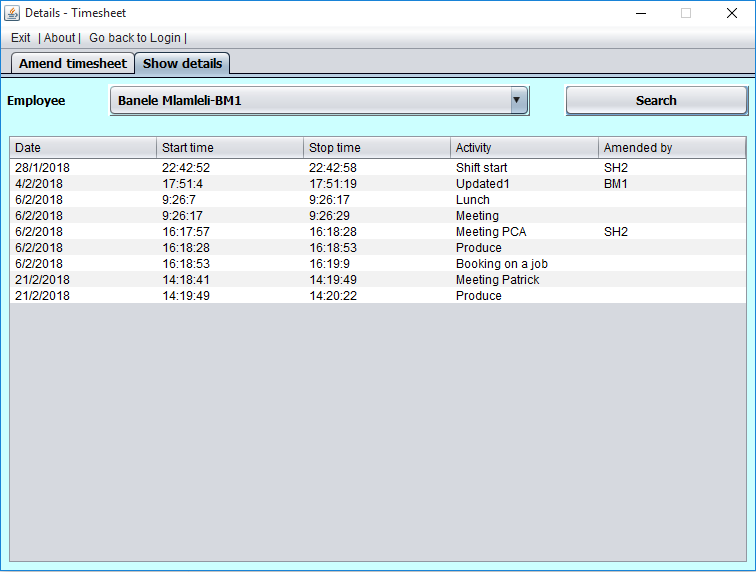 Details - Timesheet
Exit | About | Go back to Login |
Amend timesheet Show details
Employee Banele Mlamleli-BM1 Search
Date Start time Stop time Activity Amended by
28/1/2018 22:42:52 22:42:58 Shift start SH2
4/2/2018 17:51:4 17:51:19 Updated1 BM1
6/2/2018 9:26:7 9:26:17 Lunch
6/2/2018 9:26:17 9:26:29 Meeting
6/2/2018 16:17:57 16:18:28 Meeting PCA SH2
6/2/2018 16:18:28 16:18:53 Produce
6/2/2018 16:18:53 16:19:9 Booking on a job
21/2/2018 14:18:41 14:19:49 Meeting Patrick
21/2/2018 14:19:49 14:20:22 Produce